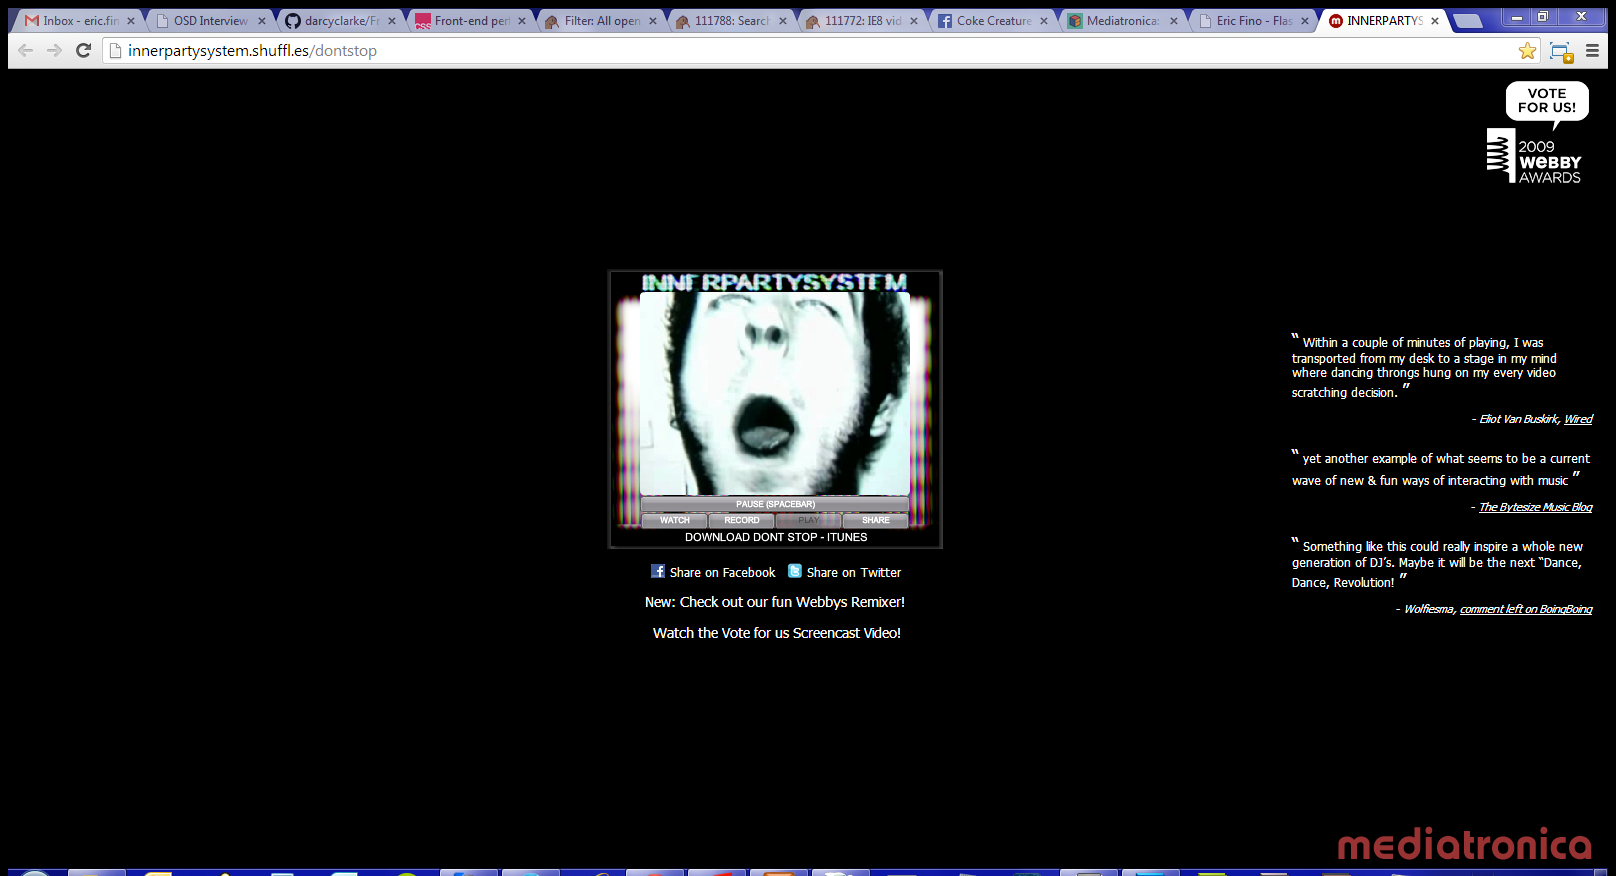 Inbox - eric.fin
OSD Interview
darcyclarke/Fr
Front-end peri
Filter: All open
111788: Search
111772: IE8 vid
Coke Creature
Mediatronica:
Eric Fino - Flas
INNERPARTYS
innerpartysystem.shuffl.es/dontstop
VOTE
FOR US!
2009
WEBBY
AWARDS
INNERPARTYSYSTEM
PAUSE (SPACEBAR)
WATCH RECORD PLAY SHARE
DOWNLOAD DONT STOP - ITUNES
Share on Facebook Share on Twitter
New: Check out our fun Webbys Remixer!
Watch the Vote for us Screencast Video!
“ Within a couple of minutes of playing, I was
transported from my desk to a stage in my mind
where dancing throngs hung on my every video
scratching decision. ”
- Eliot Van Buskirk, Wired
“ yet another example of what seems to be a current
wave of new & fun ways of interacting with music ”
- The Bytesize Music Blog
“ Something like this could really inspire a whole new
generation of DJ's. Maybe it will be the next “Dance,
Dance, Revolution! ”
- Wolfiesma, comment left on BoingBoing
mediatronica